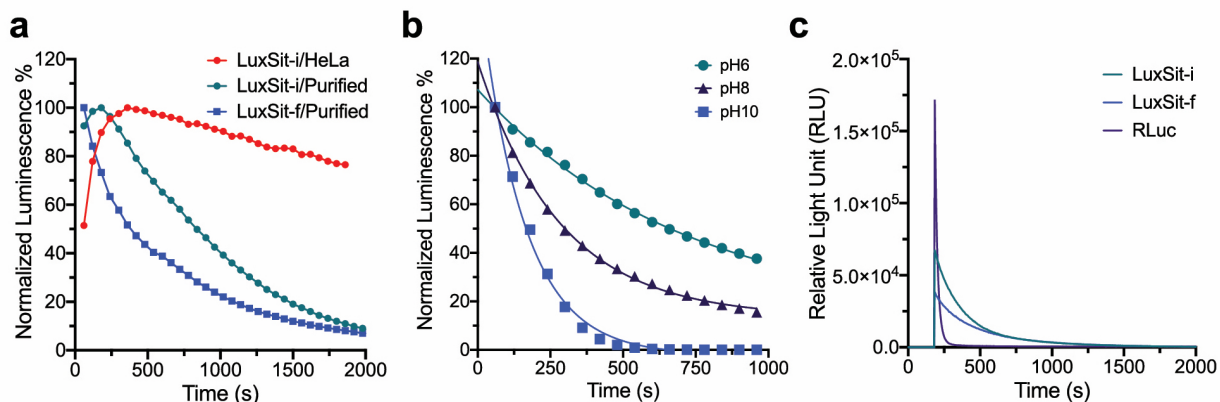 a
LuxSit-i/HeLa
LuxSit-i/Purified
LuxSit-f/Purified
Normalized Luminescence %
120
100
80
60
40
20
0
0 500 1000 1500 2000
Time (s)
b
pH6
pH8
pH10
Normalized Luminescence %
120
100
80
60
40
20
0
0 250 500 750 1000
Time (s)
c
LuxSit-i
LuxSit-f
RLuc
Relative Light Unit (RLU)
2.0×10⁵
1.5×10⁵
1.0×10⁵
5.0×10⁴
0.0
0 500 1000 1500 2000
Time (s)